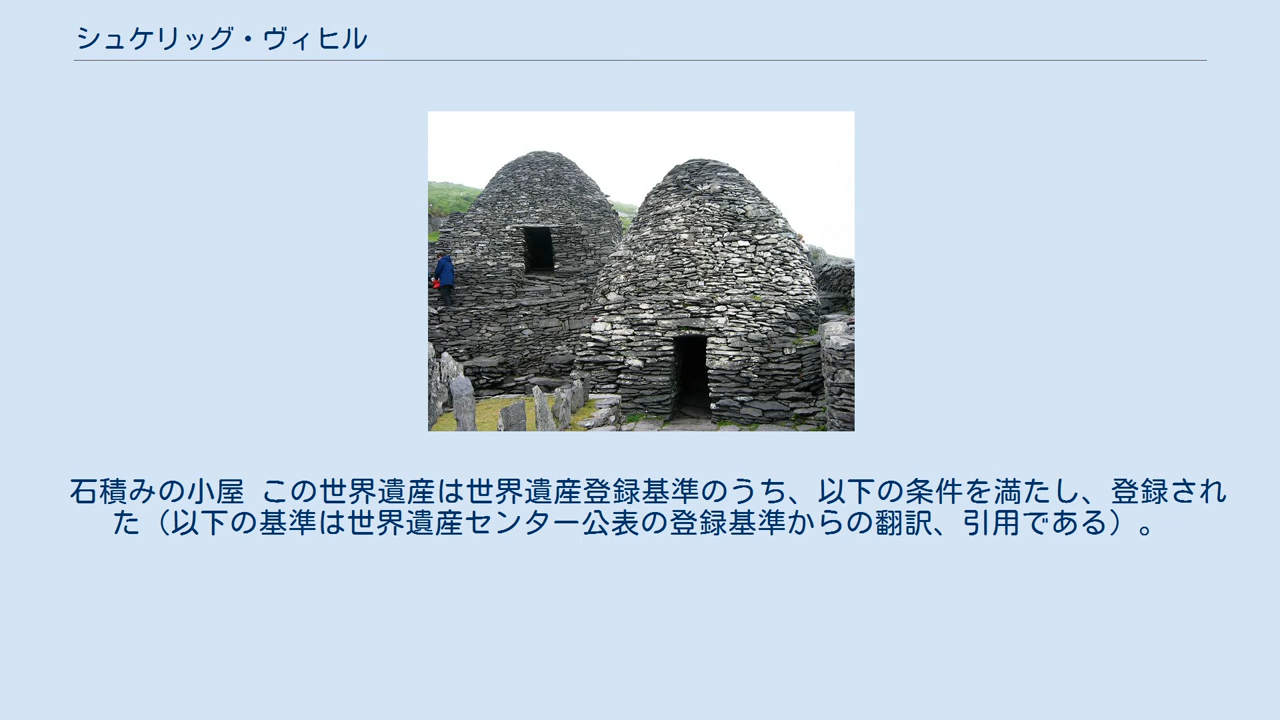 シュケリッグ・ヴィヒル
石積みの小屋 この世界遺産は世界遺産登録基準のうち、以下の条件を満たし、登録され
た（以下の基準は世界遺産センター公表の登録基準からの翻訳、引用である）。